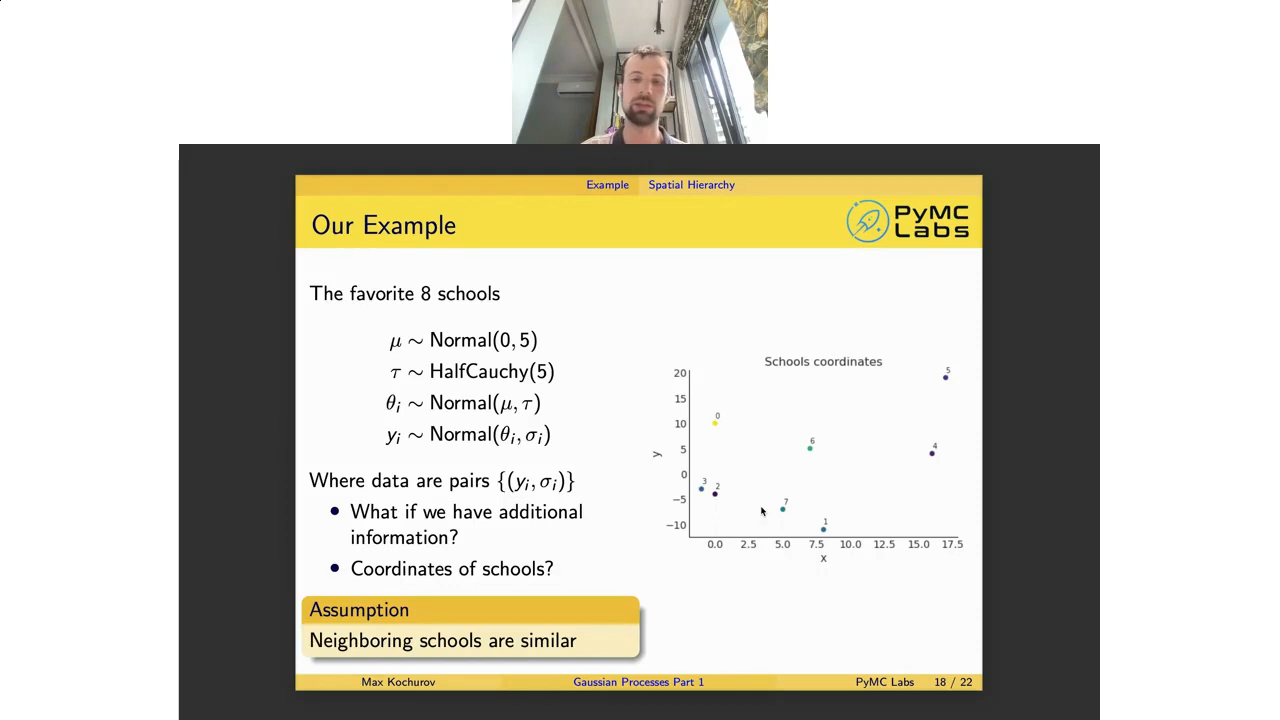 Example Spatial Hierarchy
Our Example
PyMC
Labs
The favorite 8 schools
μ ∼ Normal(0, 5)
τ ∼ HalfCauchy(5)
θᵢ ∼ Normal(μ, τ)
yᵢ ∼ Normal(θᵢ, σᵢ)
Where data are pairs {(yᵢ, σᵢ)}
• What if we have additional
information?
• Coordinates of schools?
Assumption
Neighboring schools are similar
Schools coordinates
20
15
10
5
0
−5
−10
y
0
1
2
3
4
5
6
7
0.0 2.5 5.0 7.5 10.0 12.5 15.0 17.5
x
Max Kochurov Gaussian Processes Part 1 PyMC Labs 18 / 22